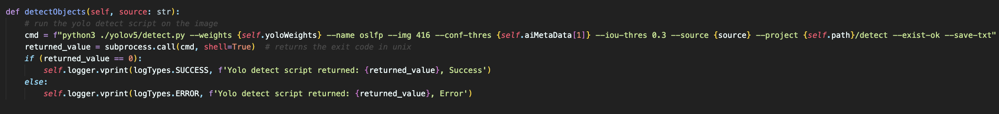 def detectObjects(self, source: str):
    # run the yolo detect script on the image
    cmd = f"python3 ./yolov5/detect.py --weights {self.yoloWeights} --name oslfp --img 416 --conf-thres {self.aiMetaData[1]} --iou-thres 0.3 --source {source} --project {self.path}/detect --exist-ok --save-txt"
    returned_value = subprocess.call(cmd, shell=True)  # returns the exit code in unix
    if (returned_value == 0):
        self.logger.vprint(logTypes.SUCCESS, f'Yolo detect script returned: {returned_value}, Success')
    else:
        self.logger.vprint(logTypes.ERROR, f'Yolo detect script returned: {returned_value}, Error')